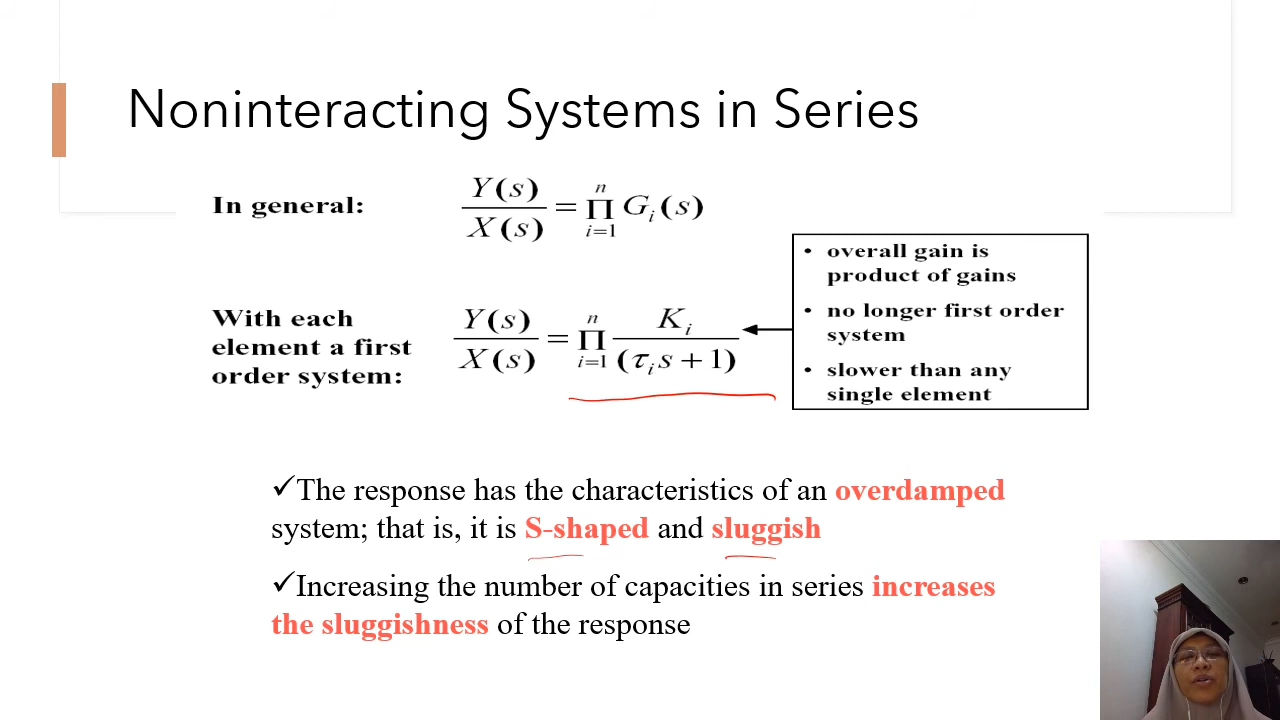 Noninteracting Systems in Series
In general:
Y(s)
X(s)
=
n
∏
i=1
G_i(s)
• overall gain is
product of gains
• no longer first order
system
• slower than any
single element
With each
element a first
order system:
Y(s)
X(s)
=
n
∏
i=1
K_i
(τ_i s + 1)
✓The response has the characteristics of an overdamped
system; that is, it is S-shaped and sluggish
✓Increasing the number of capacities in series increases
the sluggishness of the response